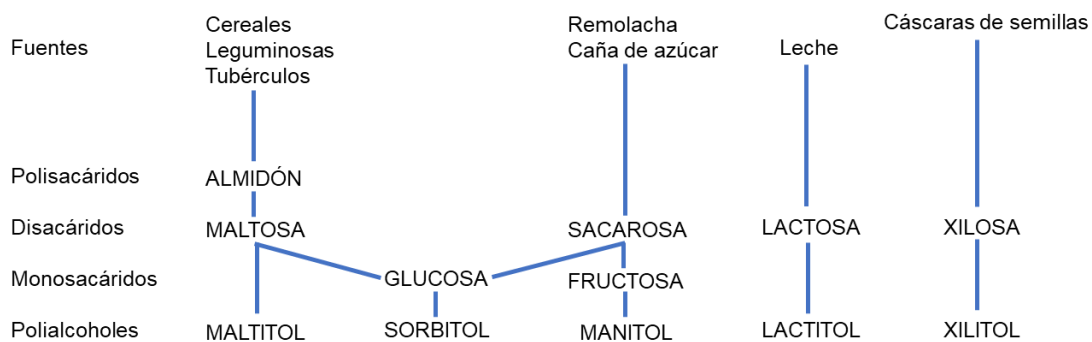 Fuentes
Cereales
Leguminosas
Tubérculos
Remolacha
Caña de azúcar
Leche
Cáscaras de semillas
Polisacáridos
ALMIDÓN
Disacáridos
MALTOSA
SACAROSA
LACTOSA
XILOSA
Monosacáridos
GLUCOSA
FRUCTOSA
Polialcoholes
MALTITOL
SORBITOL
MANITOL
LACTITOL
XILITOL